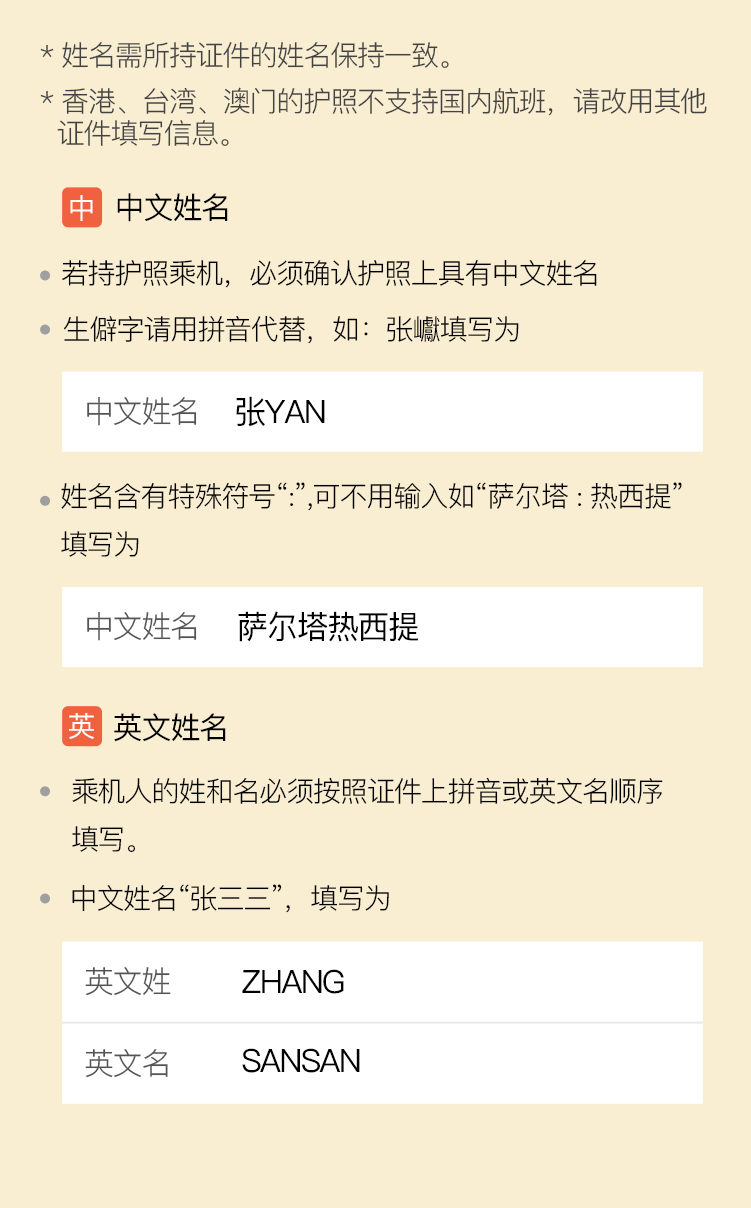 * 姓名需所持证件的姓名保持一致。
* 香港、台湾、澳门的护照不支持国内航班，请改用其他
证件填写信息。
中 中文姓名
若持护照乘机，必须确认护照上具有中文姓名
生僻字请用拼音代替，如：张巘填写为
中文姓名 张YAN
姓名含有特殊符号“:”,可不用输入如“萨尔塔 : 热西提”
填写为
中文姓名 萨尔塔热西提
英 英文姓名
乘机人的姓和名必须按照证件上拼音或英文名顺序
填写。
中文姓名“张三三”，填写为
英文姓 ZHANG
英文名 SANSAN